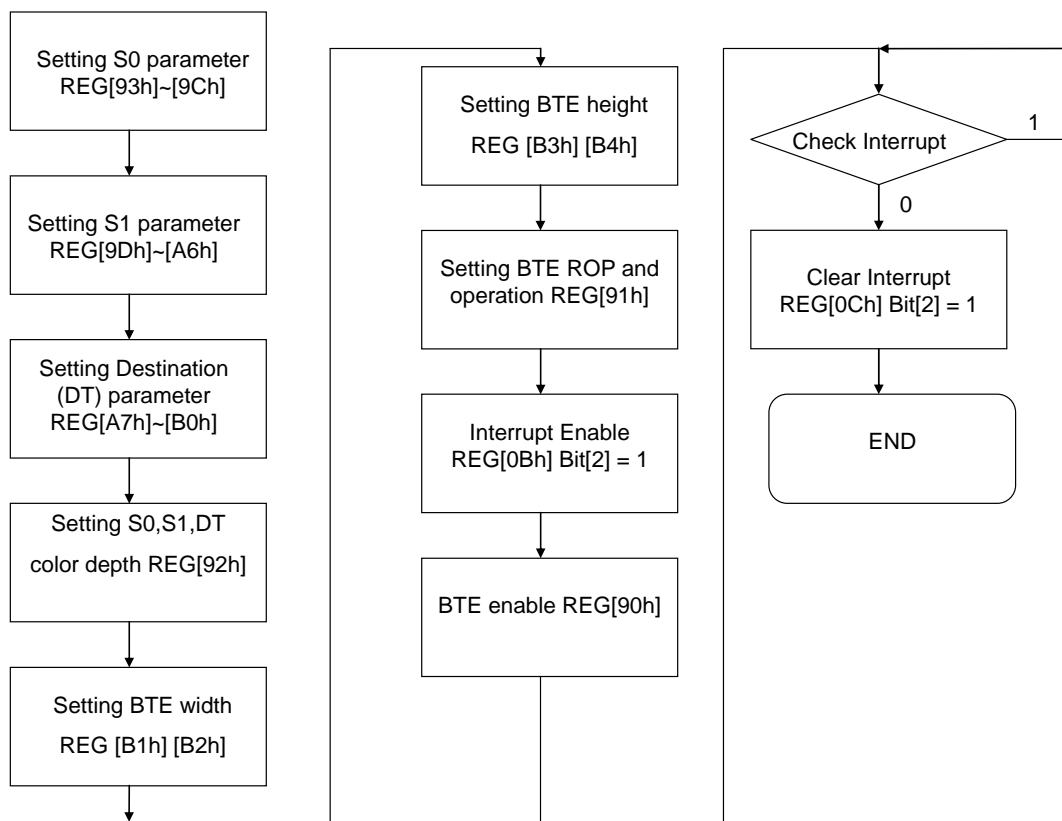 Setting S0 parameter
REG[93h]~[9Ch]
Setting S1 parameter
REG[9Dh]~[A6h]
Setting Destination
(DT) parameter
REG[A7h]~[B0h]
Setting S0,S1,DT
color depth REG[92h]
Setting BTE width
REG [B1h] [B2h]
Setting BTE height
REG [B3h] [B4h]
Setting BTE ROP and
operation REG[91h]
Interrupt Enable
REG[0Bh] Bit[2] = 1
BTE enable REG[90h]
Check Interrupt
1
0
Clear Interrupt
REG[0Ch] Bit[2] = 1
END